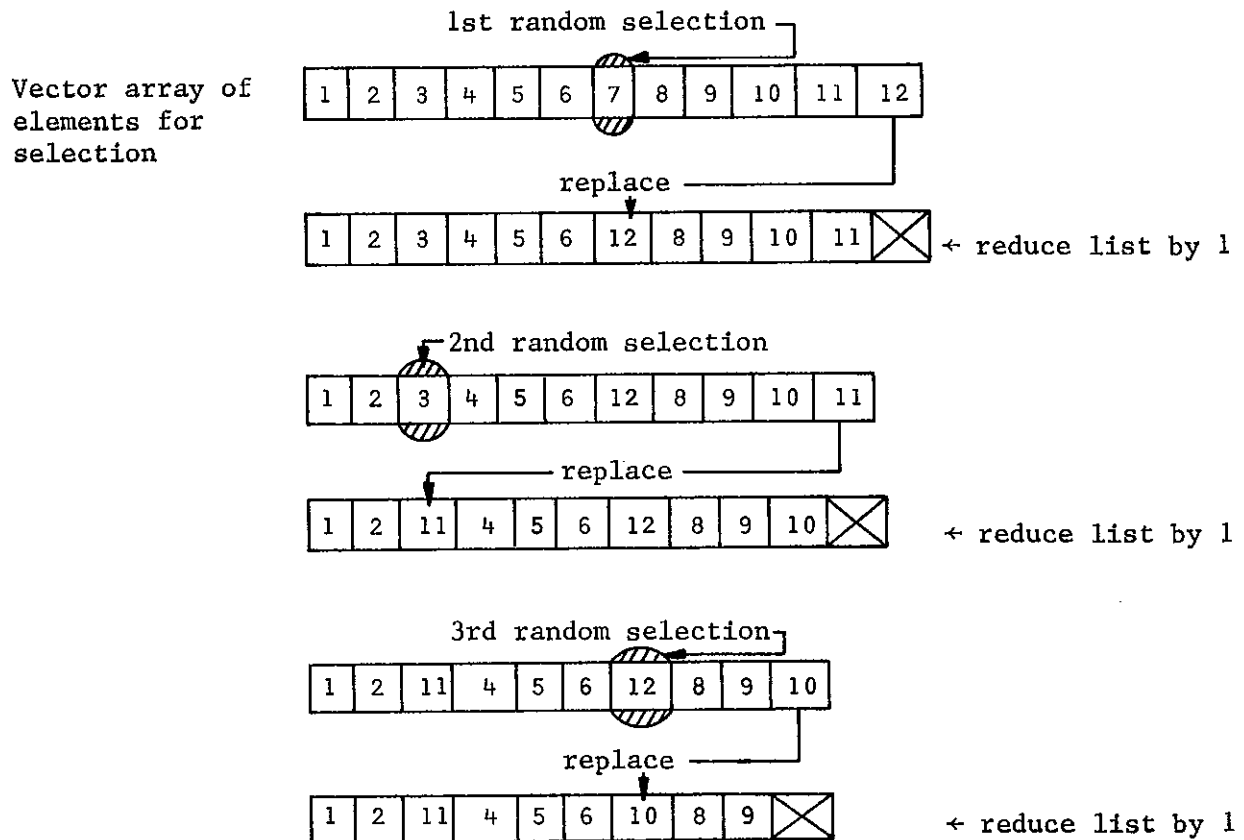 1st random selection
Vector array of
elements for
selection
1 2 3 4 5 6 7 8 9 10 11 12
replace
1 2 3 4 5 6 12 8 9 10 11
← reduce list by 1
2nd random selection
1 2 3 4 5 6 12 8 9 10 11
replace
1 2 11 4 5 6 12 8 9 10
← reduce list by 1
3rd random selection
1 2 11 4 5 6 12 8 9 10
replace
1 2 11 4 5 6 10 8 9
← reduce list by 1